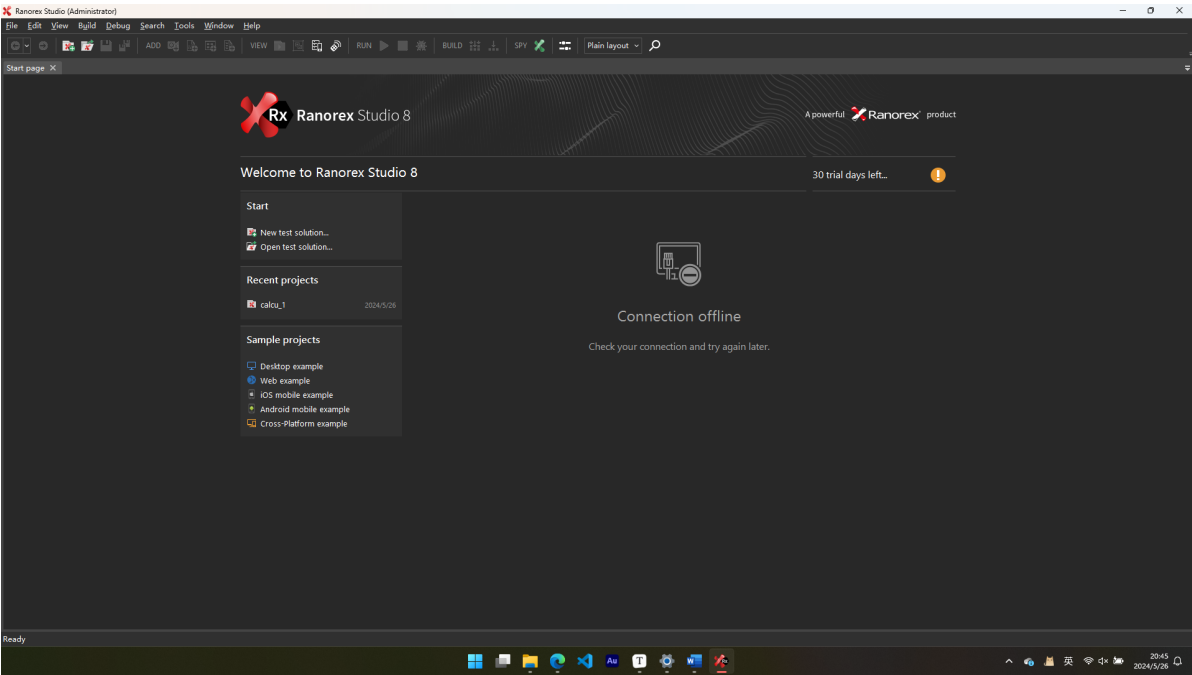 Ranorex Studio (Administrator)
File Edit View Build Debug Search Tools Window Help
ADD VIEW RUN BUILD SPY Plain layout
Start page
Rx Ranorex Studio 8
A powerful Ranorex product
Welcome to Ranorex Studio 8
30 trial days left...
Start
New test solution...
Open test solution...
Recent projects
calcu_1 2024/5/26
Sample projects
Desktop example
Web example
iOS mobile example
Android mobile example
Cross-Platform example
Connection offline
Check your connection and try again later.
Ready
Au T W 英 20:45
2024/5/26